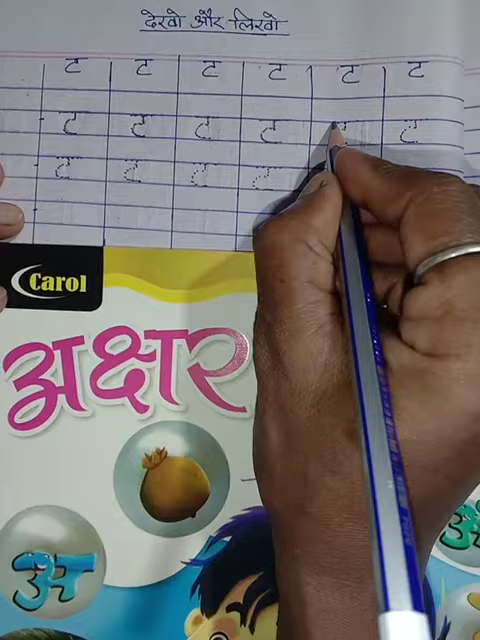 देखो और लिखो
ट ट ट ट ट ट
ट ट ट ट ट
ट ट ट ट
Carol
अक्षर
अ